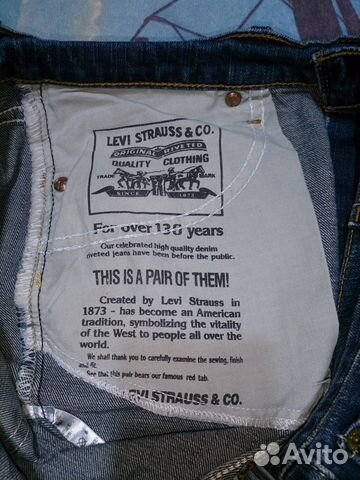 LEVI STRAUSS & CO.
ORIGINAL RIVETED
QUALITY CLOTHING
TRADE MARK
SINCE 1873
For over 130 years
Our celebrated high quality denim
riveted jeans have been before the public.
THIS IS A PAIR OF THEM!
Created by Levi Strauss in
1873 - has become an American
tradition, symbolizing the vitality
of the West to people all over the
world.
We shall thank you to carefully examine the sewing, finish
and fit.
See that this pair bears our famous red tab.
LEVI STRAUSS & CO.
Avito